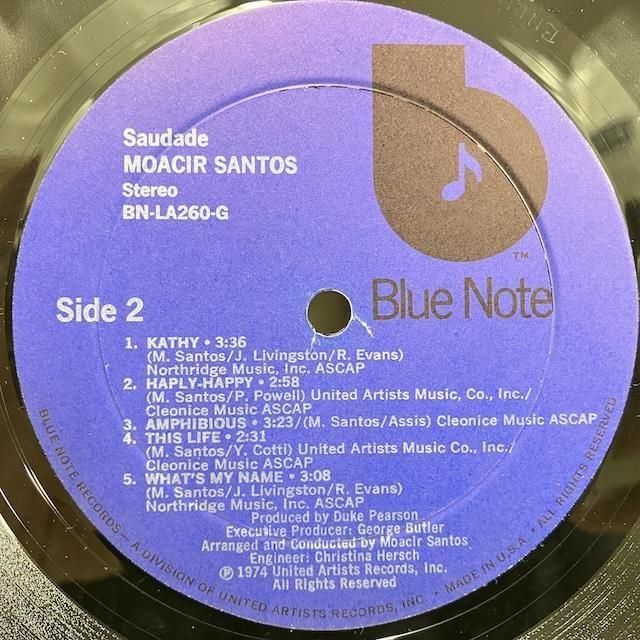 Saudade
MOACIR SANTOS
Stereo
BN-LA260-G
TM
Blue Note
Side 2
1. KATHY • 3:36
(M. Santos/J. Livingston/R. Evans)
Northridge Music, Inc. ASCAP
2. HAPLY-HAPPY • 2:58
(M. Santos/P. Powell) United Artists Music, Co., Inc./
Cleonice Music ASCAP
3. AMPHIBIOUS • 3:23/(M. Santos/Assis) Cleonice Music ASCAP
4. THIS LIFE • 2:31
(M. Santos/Y. Cotti) United Artists Music Co., Inc./
Cleonice Music ASCAP
5. WHAT'S MY NAME • 3:08
(M. Santos/J. Livingston/R. Evans)
Northridge Music, Inc. ASCAP
Produced by Duke Pearson
Executive Producer: George Butler
Arranged and Conducted by Moacir Santos
Engineer: Christina Hersch
℗ 1974 United Artists Records, Inc.
All Rights Reserved
BLUE NOTE RECORDS — A DIVISION OF UNITED ARTISTS RECORDS, INC. • MADE IN U.S.A. • ALL RIGHTS RESERVED